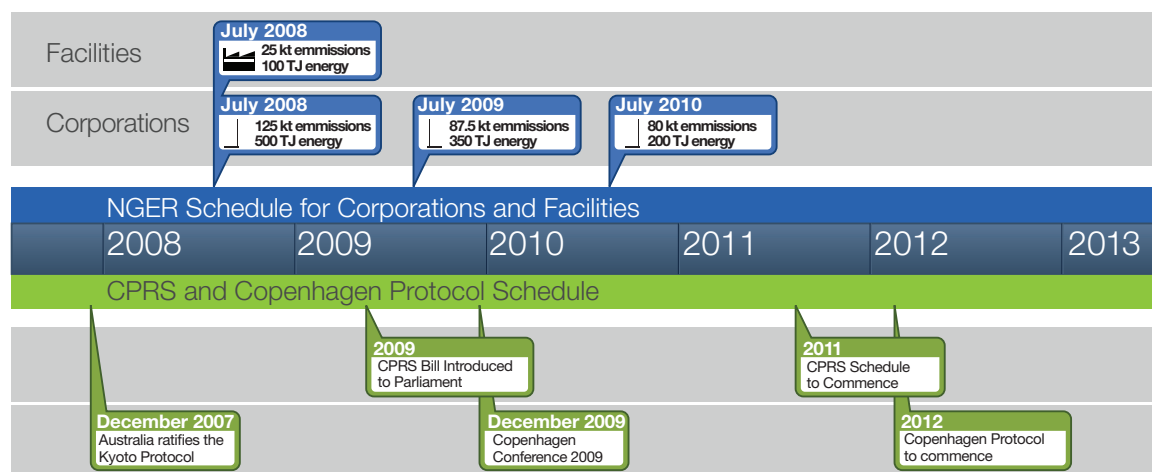 Facilities
July 2008
25 kt emmissions
100 TJ energy
Corporations
July 2008
125 kt emmissions
500 TJ energy
July 2009
87.5 kt emmissions
350 TJ energy
July 2010
80 kt emmissions
200 TJ energy
NGER Schedule for Corporations and Facilities
2008 2009 2010 2011 2012 2013
CPRS and Copenhagen Protocol Schedule
2009
CPRS Bill Introduced
to Parliament
2011
CPRS Schedule
to Commence
December 2007
Australia ratifies the
Kyoto Protocol
December 2009
Copenhagen
Conference 2009
2012
Copenhagen Protocol
to commence